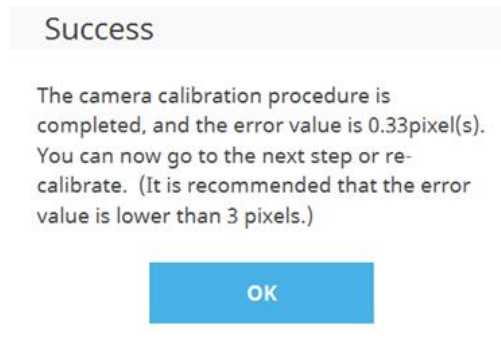 Success
The camera calibration procedure is
completed, and the error value is 0.33pixel(s).
You can now go to the next step or re-
calibrate.  (It is recommended that the error
value is lower than 3 pixels.)
OK